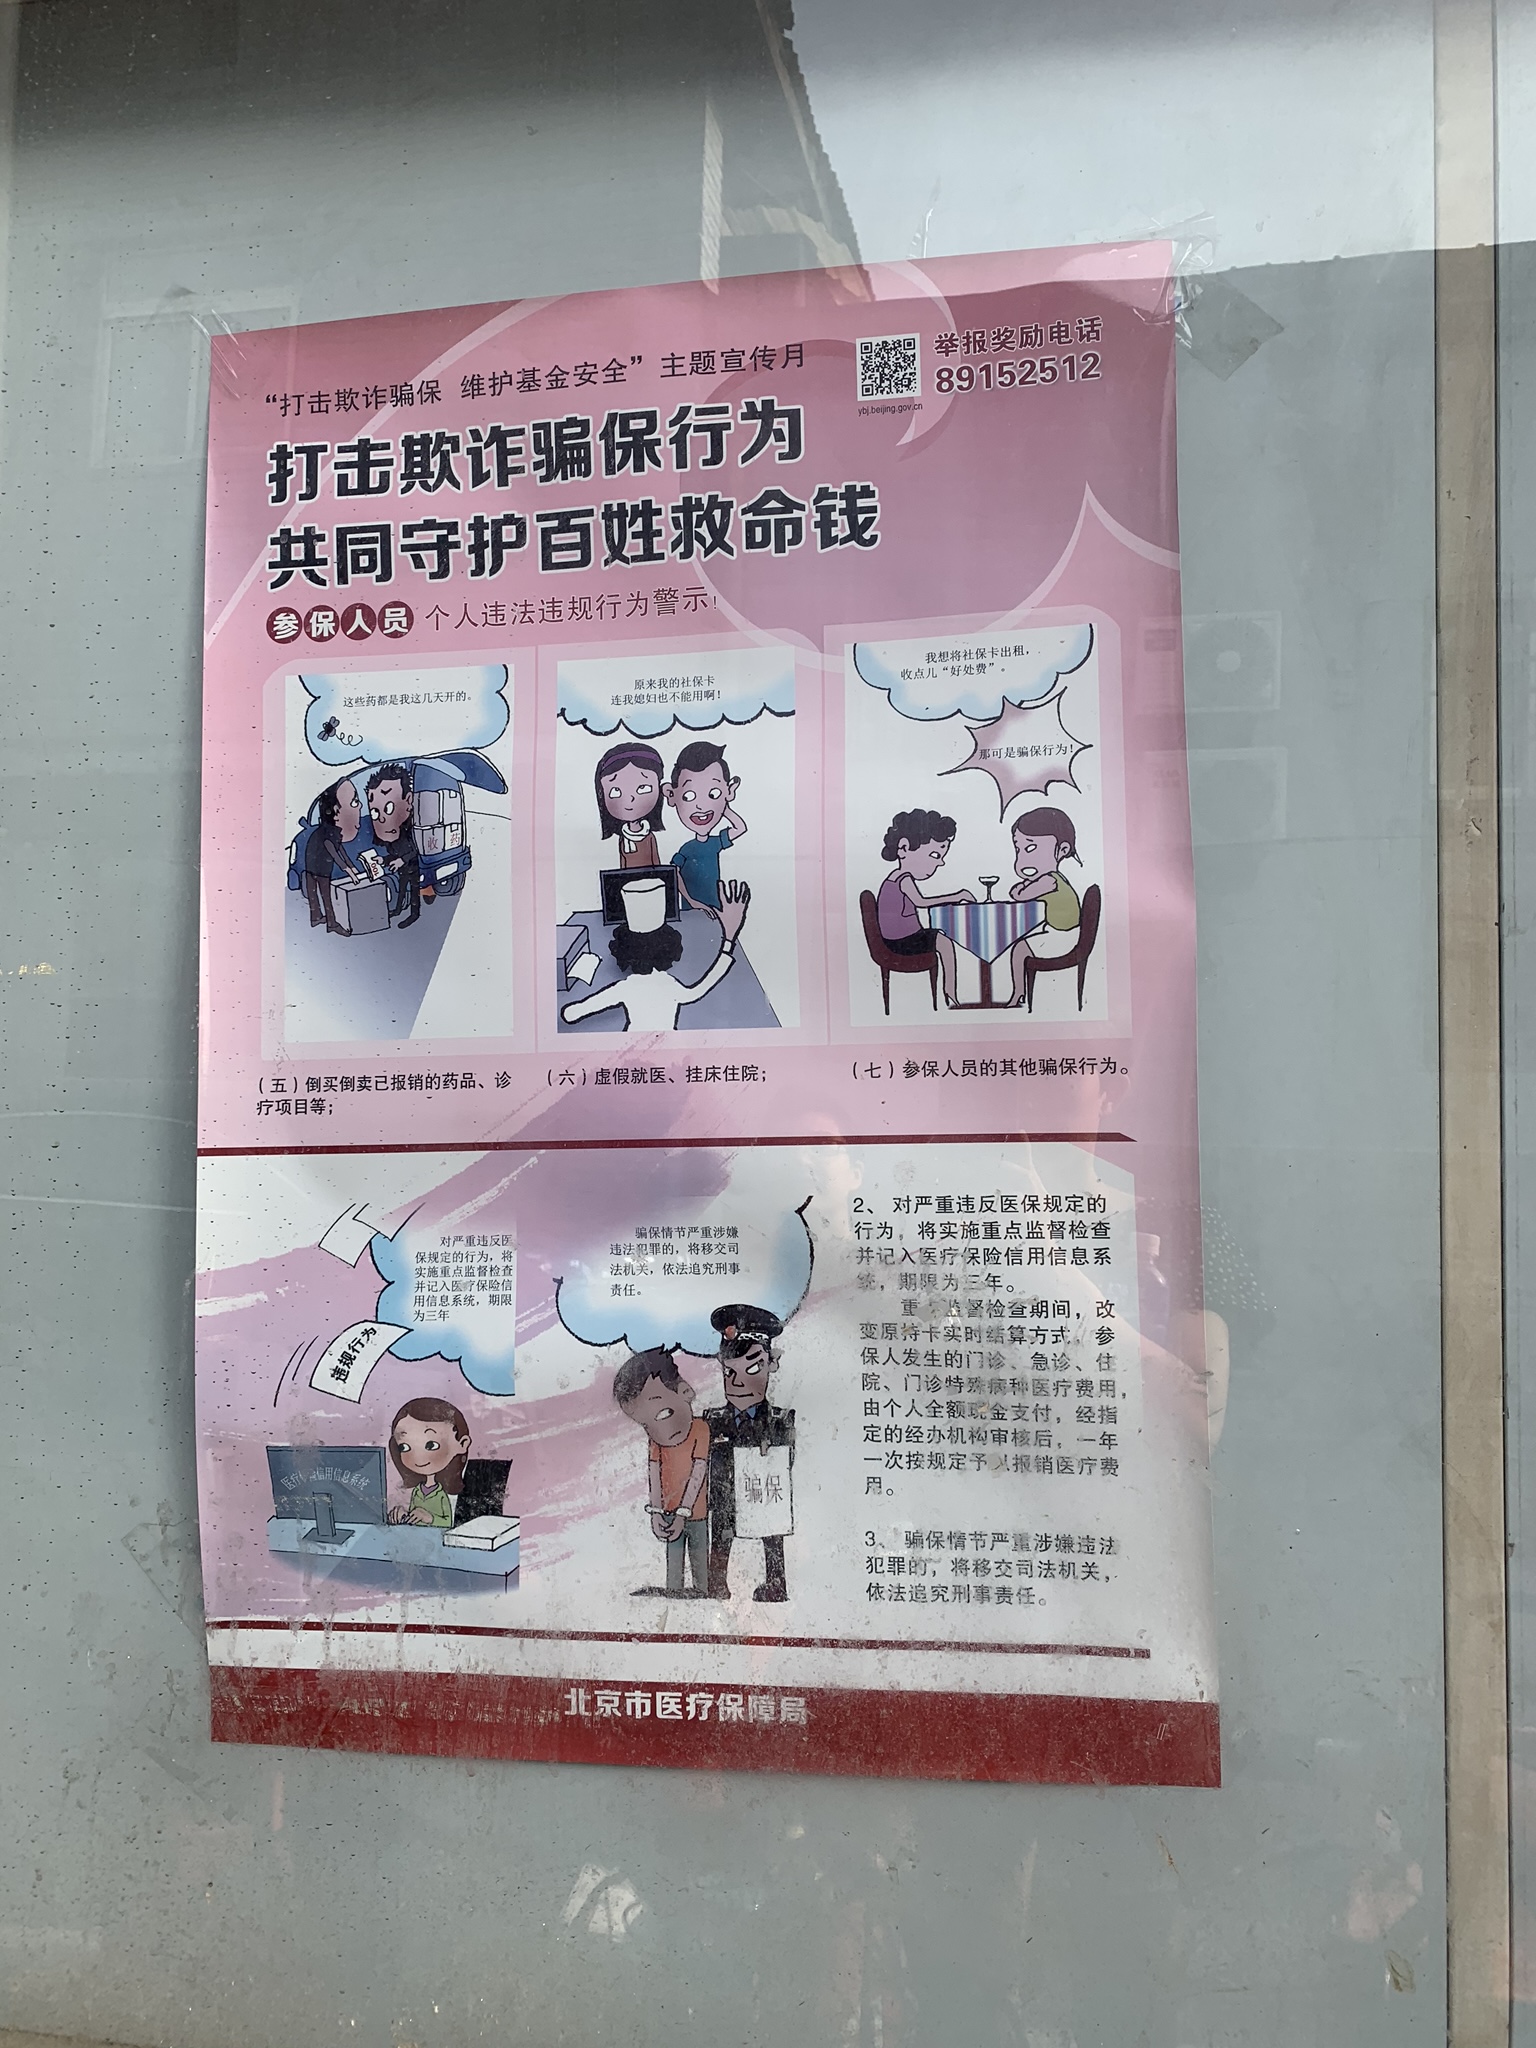 “打击欺诈骗保 维护基金安全”主题宣传月
举报奖励电话
89152512
ybj.beijing.gov.cn
打击欺诈骗保行为
共同守护百姓救命钱
参保人员 个人违法违规行为警示!
这些药都是我这几天开的。
收药
原来我的社保卡
连我媳妇也不能用啊!
我想将社保卡出租,
收点儿“好处费”。
那可是骗保行为!
(五)倒买倒卖已报销的药品、诊
疗项目等;
(六)虚假就医、挂床住院;
(七)参保人员的其他骗保行为。
对严重违反医
保规定的行为,将
实施重点监督检查
并记入医疗保险信
用信息系统,期限
为三年
违规行为
医疗 信用信息系统
骗保情节严重涉嫌
违法犯罪的,将移交司
法机关,依法追究刑事
责任。
骗保
2、对严重违反医保规定的
行为,将实施重点监督检查
并记入医疗保险信用信息系
统,期限为三年。
重 监督检查期间,改
变原持卡实时结算方式,参
保人发生的门诊、急诊、住
院、门诊特殊病种医疗费用,
由个人全额现金支付,经指
定的经办机构审核后,一年
一次按规定予以报销医疗费
用。
3、骗保情节严重涉嫌违法
犯罪的,将移交司法机关,
依法追究刑事责任。
北京市医疗保障局